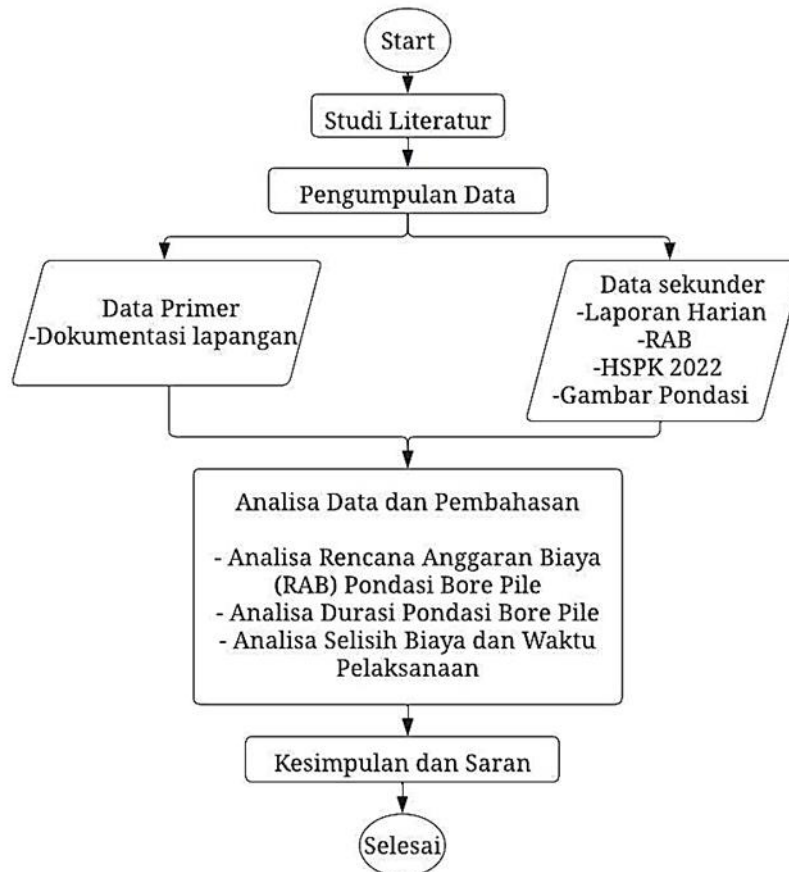 Start
Studi Literatur
Pengumpulan Data
Data Primer
-Dokumentasi lapangan
Data sekunder
-Laporan Harian
-RAB
-HSPK 2022
-Gambar Pondasi
Analisa Data dan Pembahasan
- Analisa Rencana Anggaran Biaya
(RAB) Pondasi Bore Pile
- Analisa Durasi Pondasi Bore Pile
- Analisa Selisih Biaya dan Waktu
Pelaksanaan
Kesimpulan dan Saran
Selesai